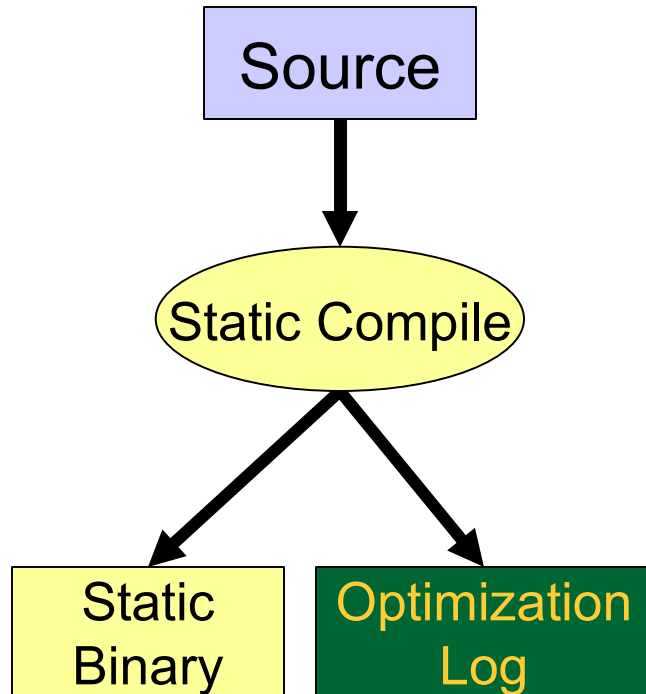 Source
Static Compile
Static
Binary
Optimization
Log